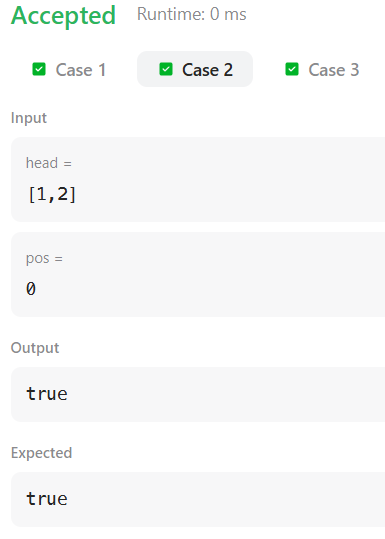 Accepted Runtime: 0 ms
Case 1 Case 2 Case 3
Input
head =
[1,2]
pos =
0
Output
true
Expected
true